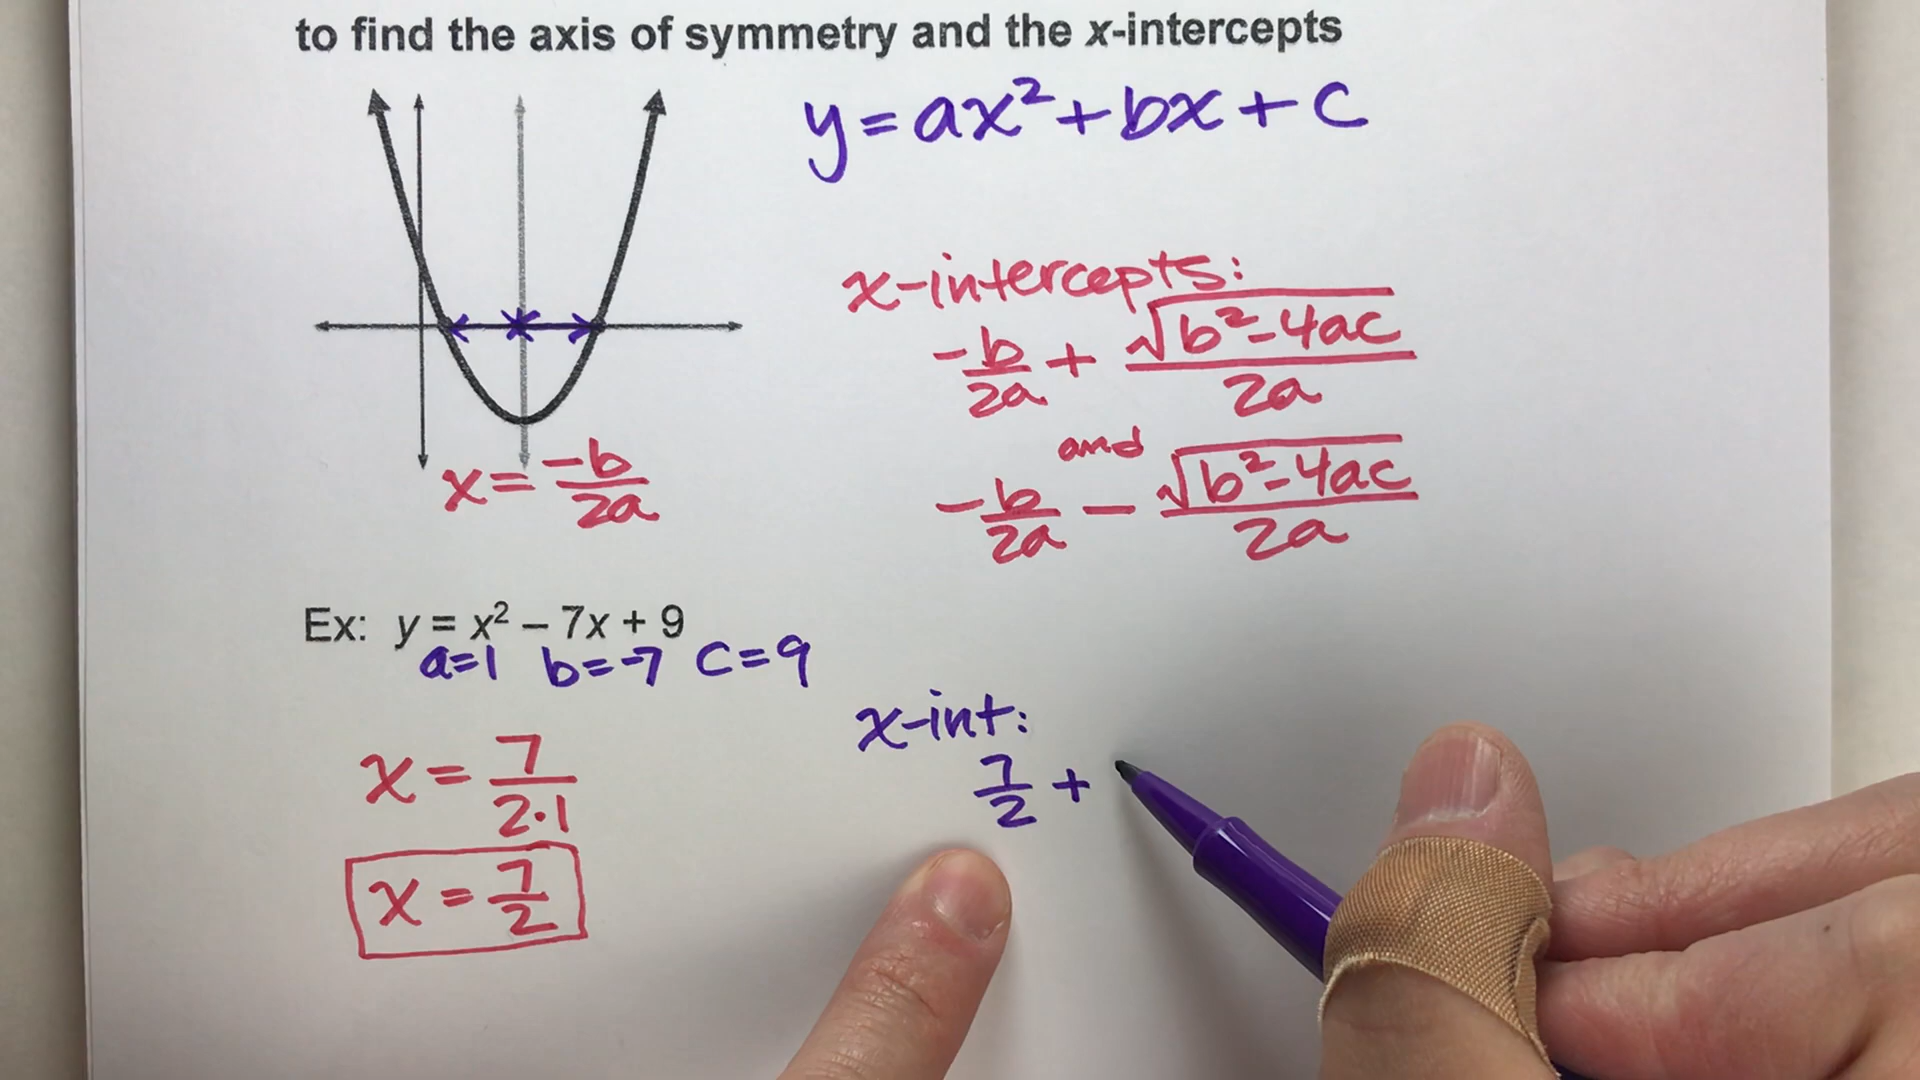 to find the axis of symmetry and the x-intercepts
y = ax² + bx + c
x-intercepts:
-b/2a + √(b²-4ac)/2a
and
-b/2a - √(b²-4ac)/2a
x = -b/2a
Ex: y = x² – 7x + 9
a=1 b=-7 c=9
x = 7/2·1
x = 7/2
x-int:
7/2 +